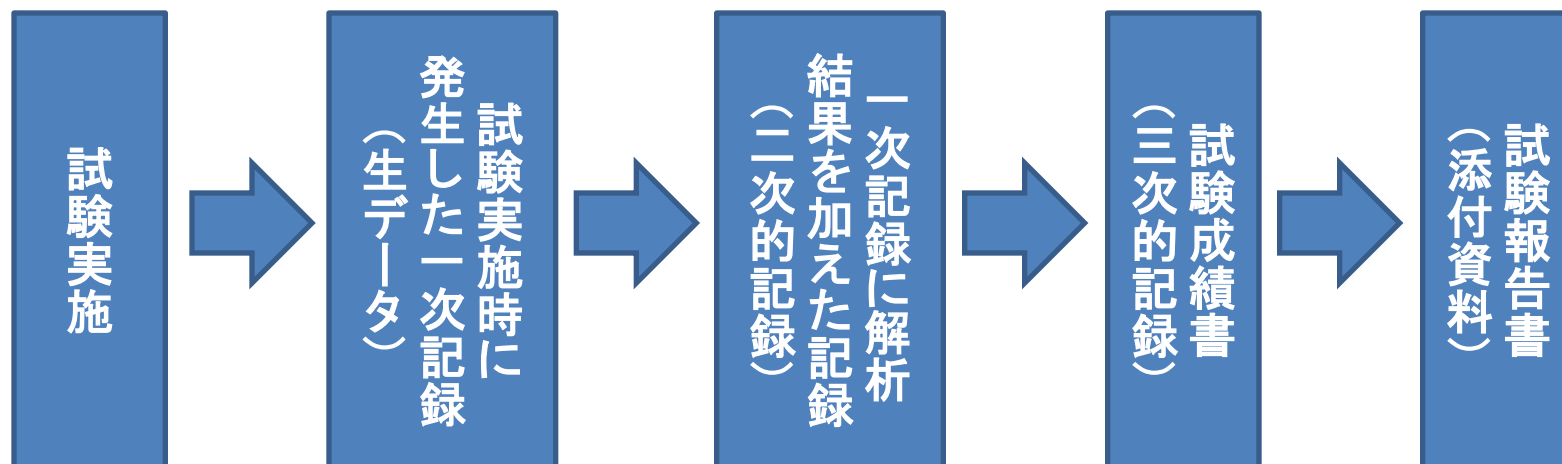 試験実施
試験実施時に
発生した一次記録
（生データ）
一次記録に解析
結果を加えた記録
（二次的記録）
試験成績書
（三次的記録）
試験報告書
（添付資料）